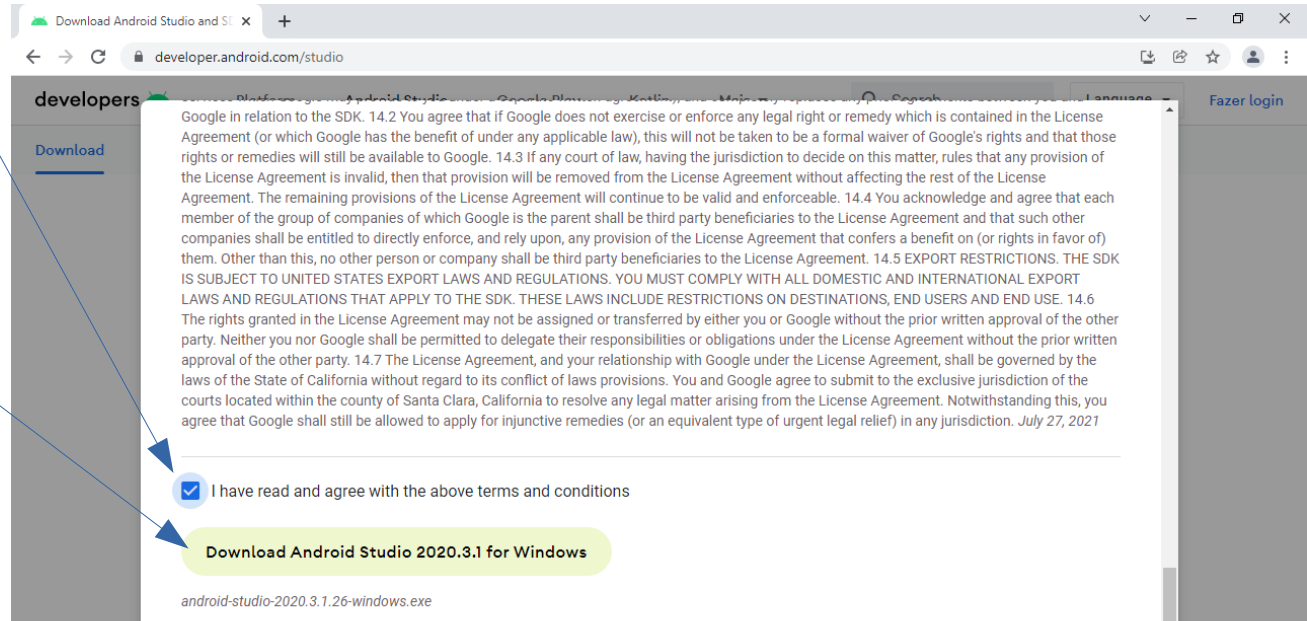 Download Android Studio and S
developer.android.com/studio
developers
Android Studio
Google Play
Language
Fazer login
Download
Google in relation to the SDK. 14.2 You agree that if Google does not exercise or enforce any legal right or remedy which is contained in the License
Agreement (or which Google has the benefit of under any applicable law), this will not be taken to be a formal waiver of Google's rights and that those
rights or remedies will still be available to Google. 14.3 If any court of law, having the jurisdiction to decide on this matter, rules that any provision of
the License Agreement is invalid, then that provision will be removed from the License Agreement without affecting the rest of the License
Agreement. The remaining provisions of the License Agreement will continue to be valid and enforceable. 14.4 You acknowledge and agree that each
member of the group of companies of which Google is the parent shall be third party beneficiaries to the License Agreement and that such other
companies shall be entitled to directly enforce, and rely upon, any provision of the License Agreement that confers a benefit on (or rights in favor of)
them. Other than this, no other person or company shall be third party beneficiaries to the License Agreement. 14.5 EXPORT RESTRICTIONS. THE SDK
IS SUBJECT TO UNITED STATES EXPORT LAWS AND REGULATIONS. YOU MUST COMPLY WITH ALL DOMESTIC AND INTERNATIONAL EXPORT
LAWS AND REGULATIONS THAT APPLY TO THE SDK. THESE LAWS INCLUDE RESTRICTIONS ON DESTINATIONS, END USERS AND END USE. 14.6
The rights granted in the License Agreement may not be assigned or transferred by either you or Google without the prior written approval of the other
party. Neither you nor Google shall be permitted to delegate their responsibilities or obligations under the License Agreement without the prior written
approval of the other party. 14.7 The License Agreement, and your relationship with Google under the License Agreement, shall be governed by the
laws of the State of California without regard to its conflict of laws provisions. You and Google agree to submit to the exclusive jurisdiction of the
courts located within the county of Santa Clara, California to resolve any legal matter arising from the License Agreement. Notwithstanding this, you
agree that Google shall still be allowed to apply for injunctive remedies (or an equivalent type of urgent legal relief) in any jurisdiction. July 27, 2021
I have read and agree with the above terms and conditions
Download Android Studio 2020.3.1 for Windows
android-studio-2020.3.1.26-windows.exe